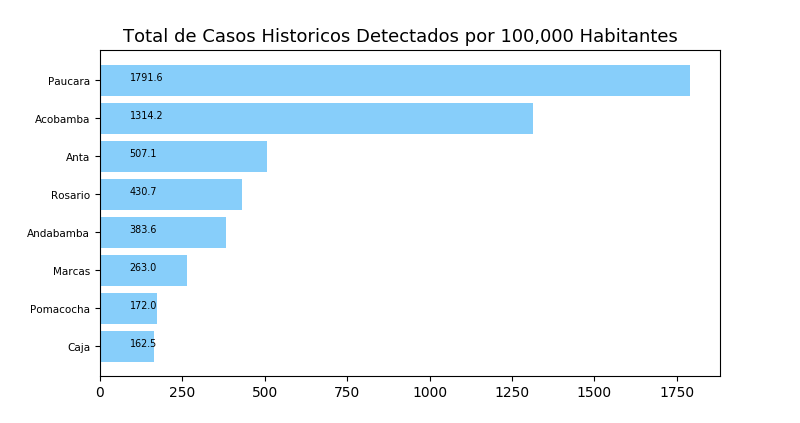 Total de Casos Historicos Detectados por 100,000 Habitantes
Paucara 1791.6
Acobamba 1314.2
Anta 507.1
Rosario 430.7
Andabamba 383.6
Marcas 263.0
Pomacocha 172.0
Caja 162.5
0 250 500 750 1000 1250 1500 1750